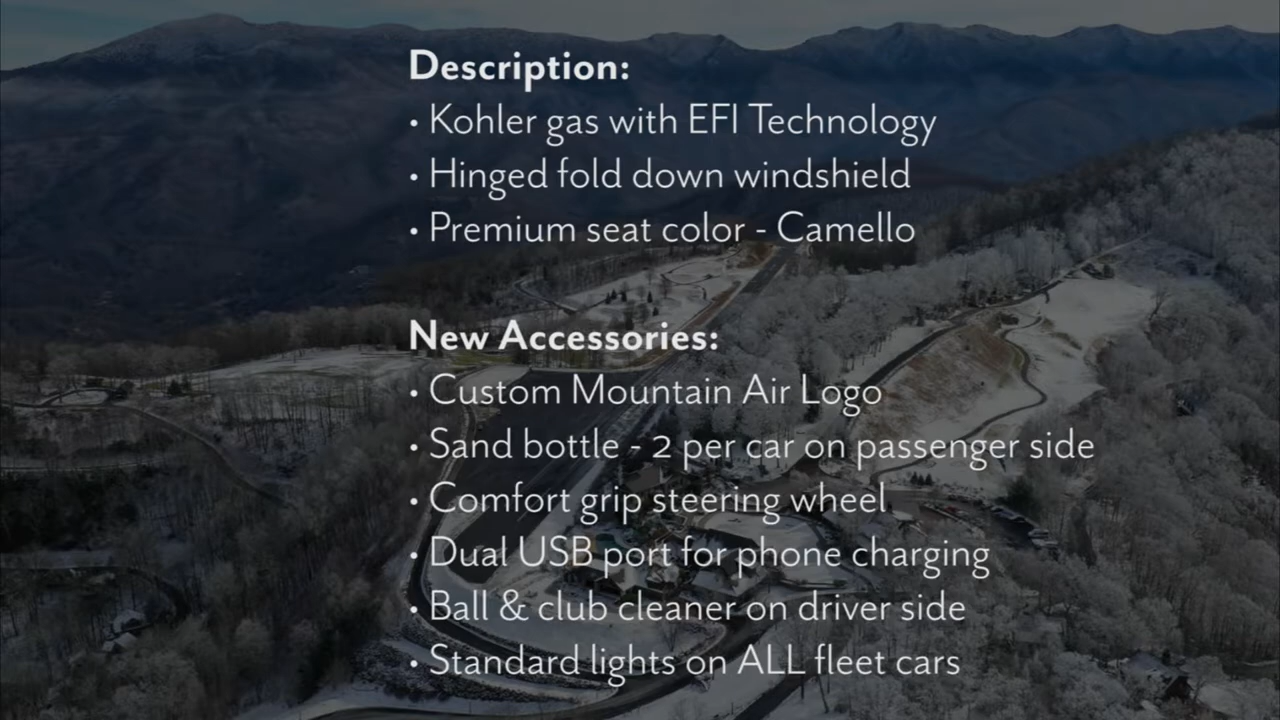 Description:
• Kohler gas with EFI Technology
• Hinged fold down windshield
• Premium seat color - Camello
New Accessories:
• Custom Mountain Air Logo
• Sand bottle - 2 per car on passenger side
• Comfort grip steering wheel
• Dual USB port for phone charging
• Ball & club cleaner on driver side
• Standard lights on ALL fleet cars